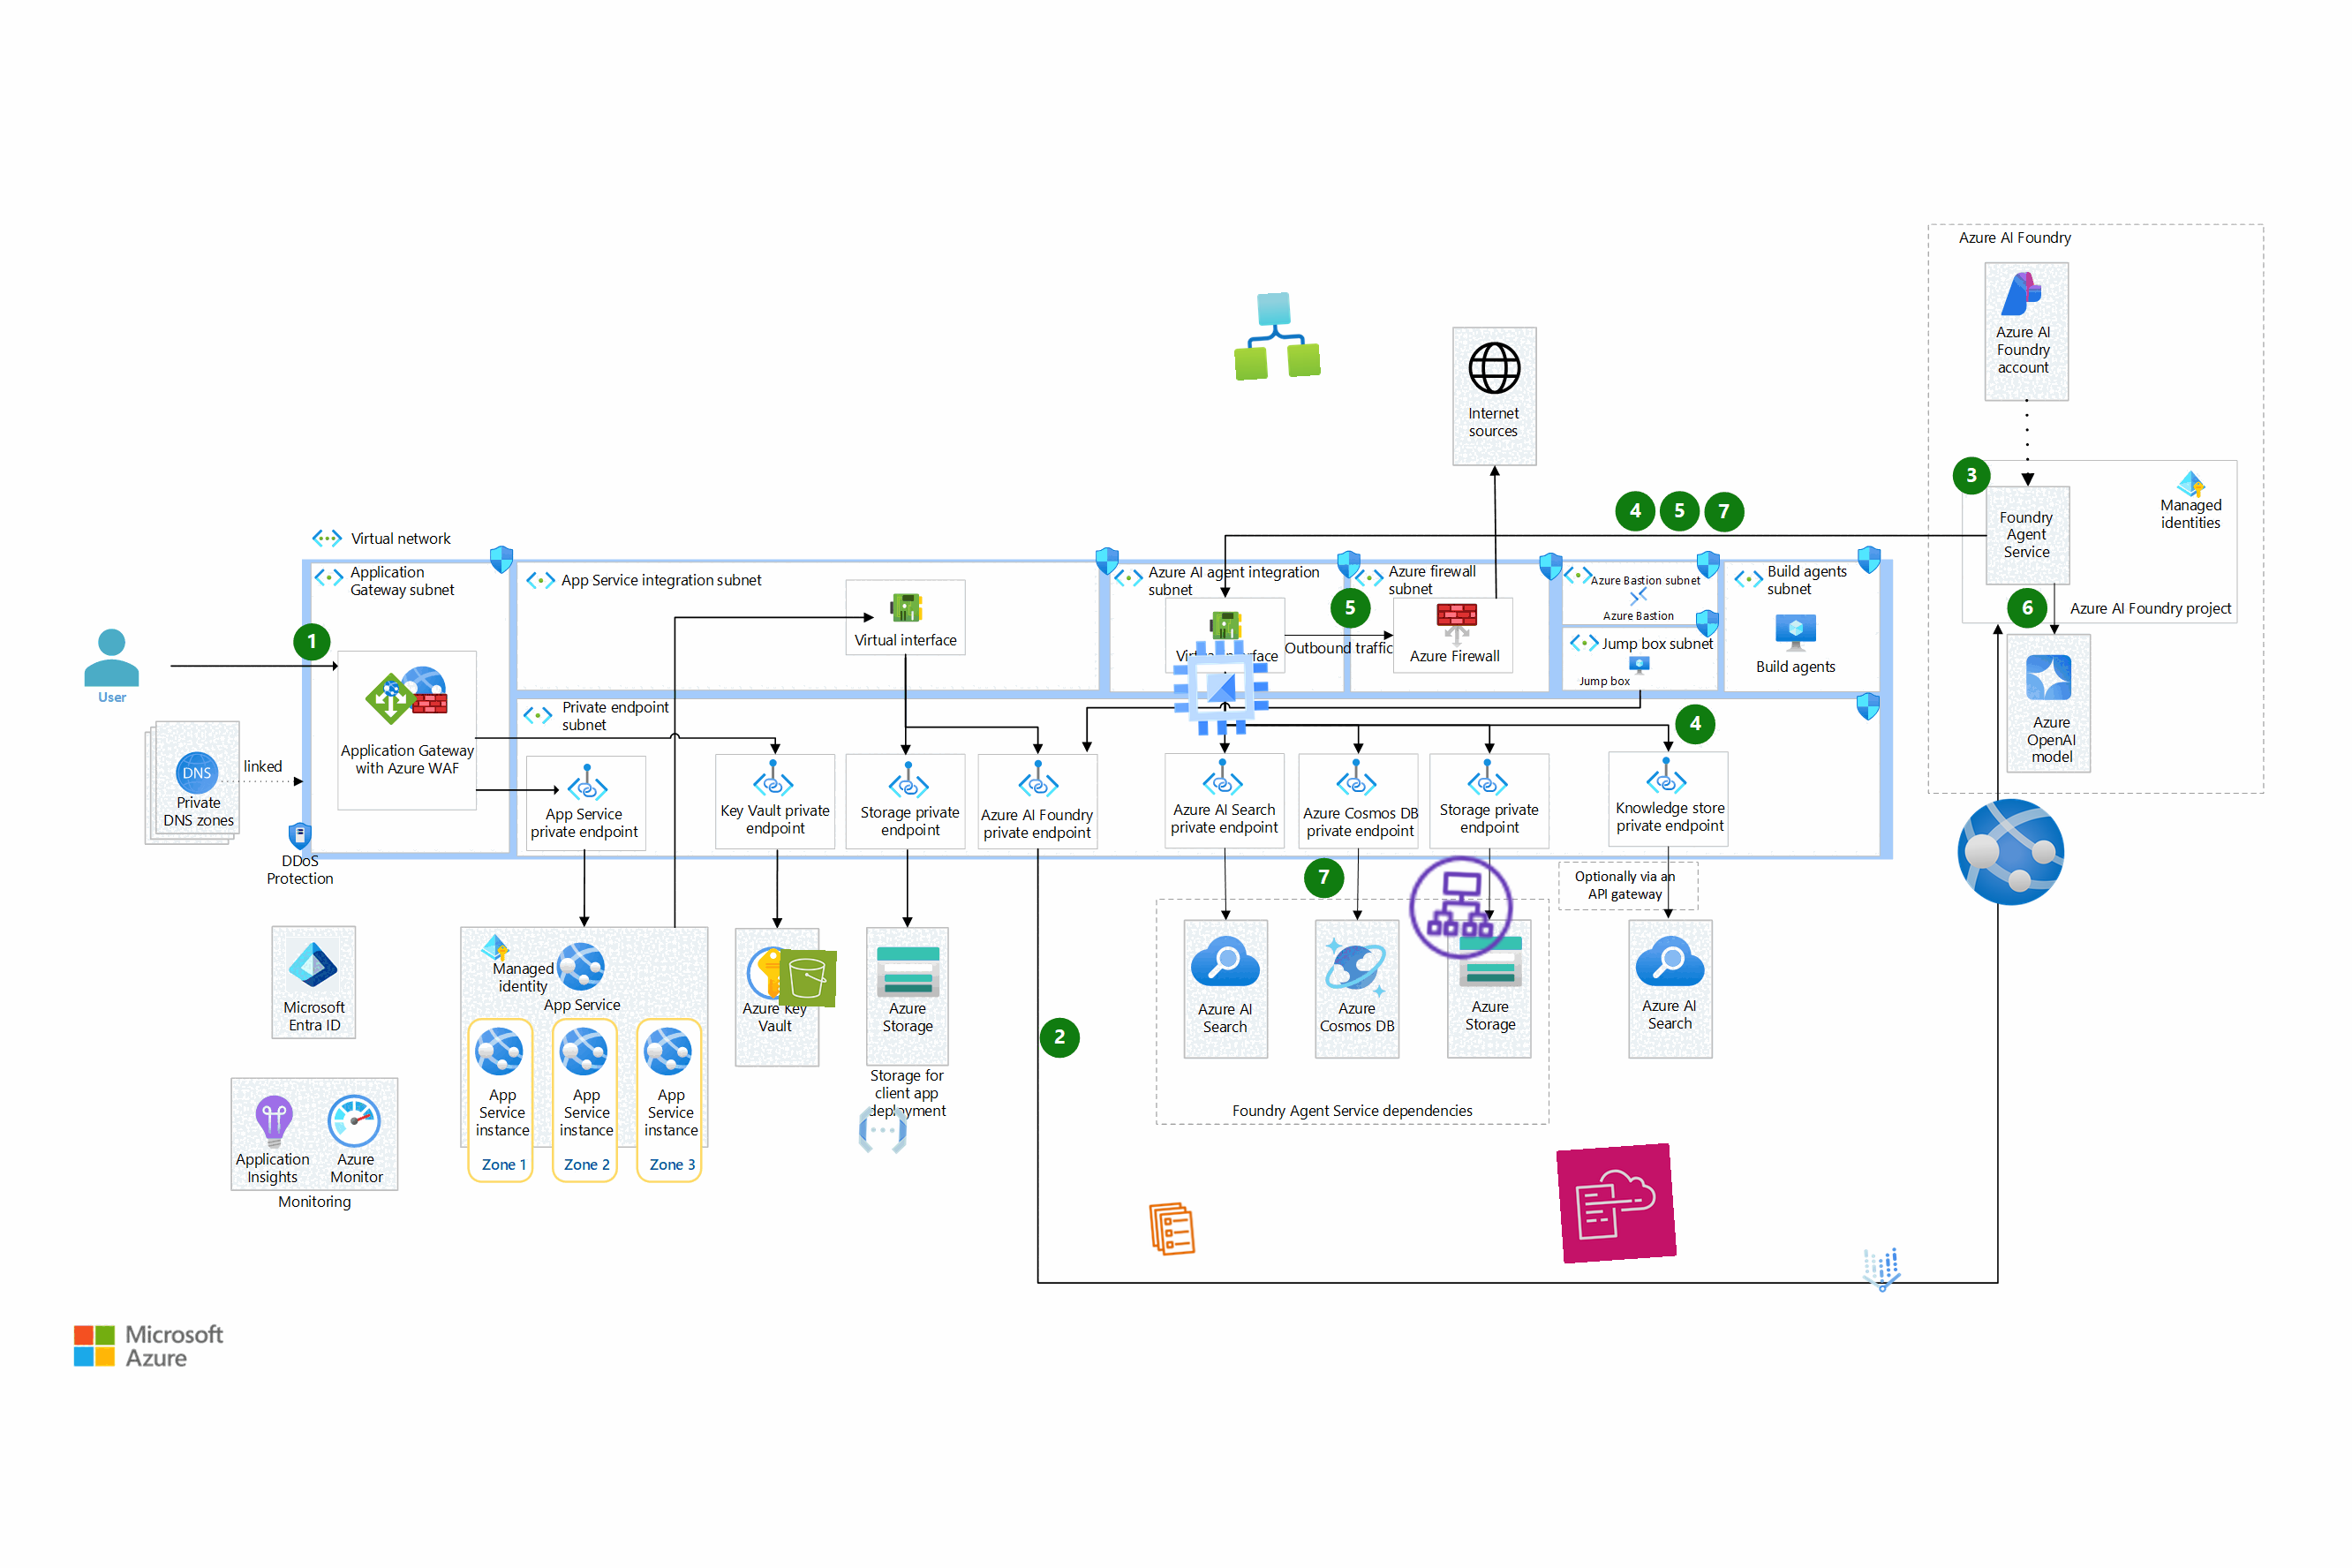 Azure AI Foundry
Azure AI
Foundry
account
Internet
sources
3
Managed
identities
4 5 7
Foundry
Agent
Service
Virtual network
Application
Gateway subnet
App Service integration subnet
Azure AI agent integration
subnet
Azure firewall
subnet
Azure Bastion subnet
Azure Bastion
Build agents
subnet
5
6
Azure AI Foundry project
1
Virtual interface
Outbound traffic
Azure Firewall
Jump box subnet
Jump box
Build agents
User
Private endpoint
subnet
4
Azure
OpenAI
model
Application Gateway
with Azure WAF
linked
DNS
Private
DNS zones
App Service
private endpoint
Key Vault private
endpoint
Storage private
endpoint
Azure AI Foundry
private endpoint
Azure AI Search
private endpoint
Azure Cosmos DB
private endpoint
Storage private
endpoint
Knowledge store
private endpoint
DDoS
Protection
7
Optionally via an
API gateway
Microsoft
Entra ID
Managed
identity
App Service
Azure Key
Vault
Azure
Storage
Azure AI
Search
Azure
Cosmos DB
Azure
Storage
Azure AI
Search
2
App
Service
instance
App
Service
instance
App
Service
instance
Zone 1
Zone 2
Zone 3
Storage for
client app
deployment
Foundry Agent Service dependencies
Application
Insights
Azure
Monitor
Monitoring
Microsoft
Azure